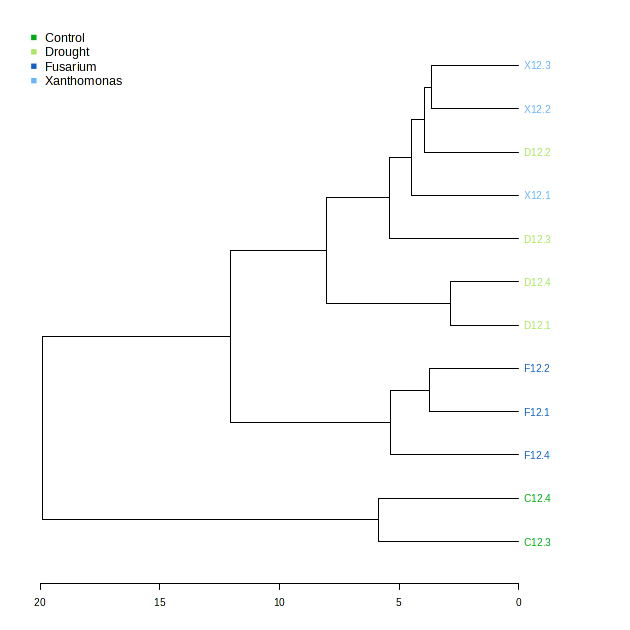 Control
Drought
Fusarium
Xanthomonas
X12.3
X12.2
D12.2
X12.1
D12.3
D12.4
D12.1
F12.2
F12.1
F12.4
C12.4
C12.3
20 15 10 5 0